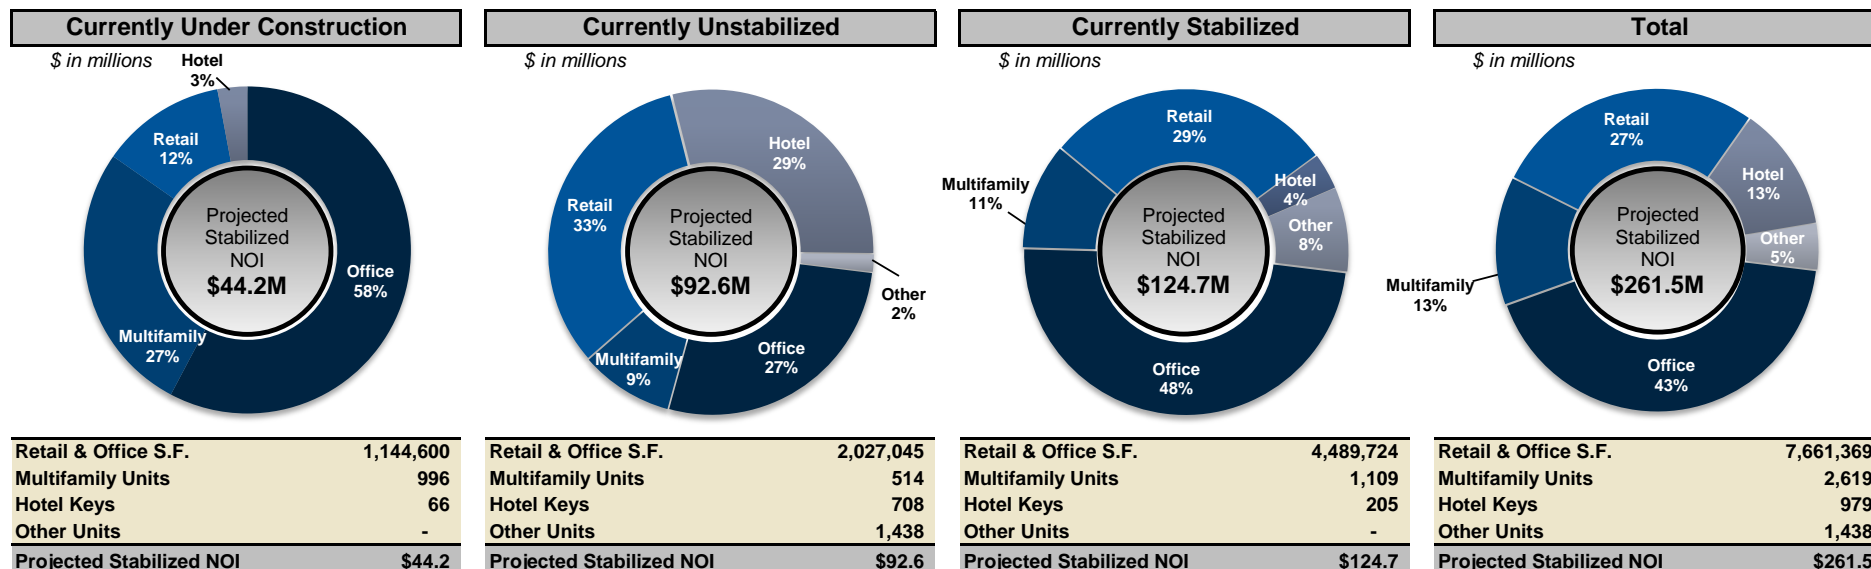 Currently Under Construction
$ in millions
Hotel
3%
Retail
12%
Multifamily
27%
Office
58%
Projected
Stabilized
NOI
$44.2M
Retail & Office S.F. 1,144,600
Multifamily Units 996
Hotel Keys 66
Other Units -
Projected Stabilized NOI $44.2
Currently Unstabilized
$ in millions
Hotel
29%
Retail
33%
Multifamily
9%
Office
27%
Other
2%
Projected
Stabilized
NOI
$92.6M
Retail & Office S.F. 2,027,045
Multifamily Units 514
Hotel Keys 708
Other Units 1,438
Projected Stabilized NOI $92.6
Currently Stabilized
$ in millions
Retail
29%
Multifamily
11%
Hotel
4%
Other
8%
Office
48%
Projected
Stabilized
NOI
$124.7M
Retail & Office S.F. 4,489,724
Multifamily Units 1,109
Hotel Keys 205
Other Units -
Projected Stabilized NOI $124.7
Total
$ in millions
Retail
27%
Hotel
13%
Other
5%
Multifamily
13%
Office
43%
Projected
Stabilized
NOI
$261.5M
Retail & Office S.F. 7,661,369
Multifamily Units 2,619
Hotel Keys 979
Other Units 1,438
Projected Stabilized NOI $261.5